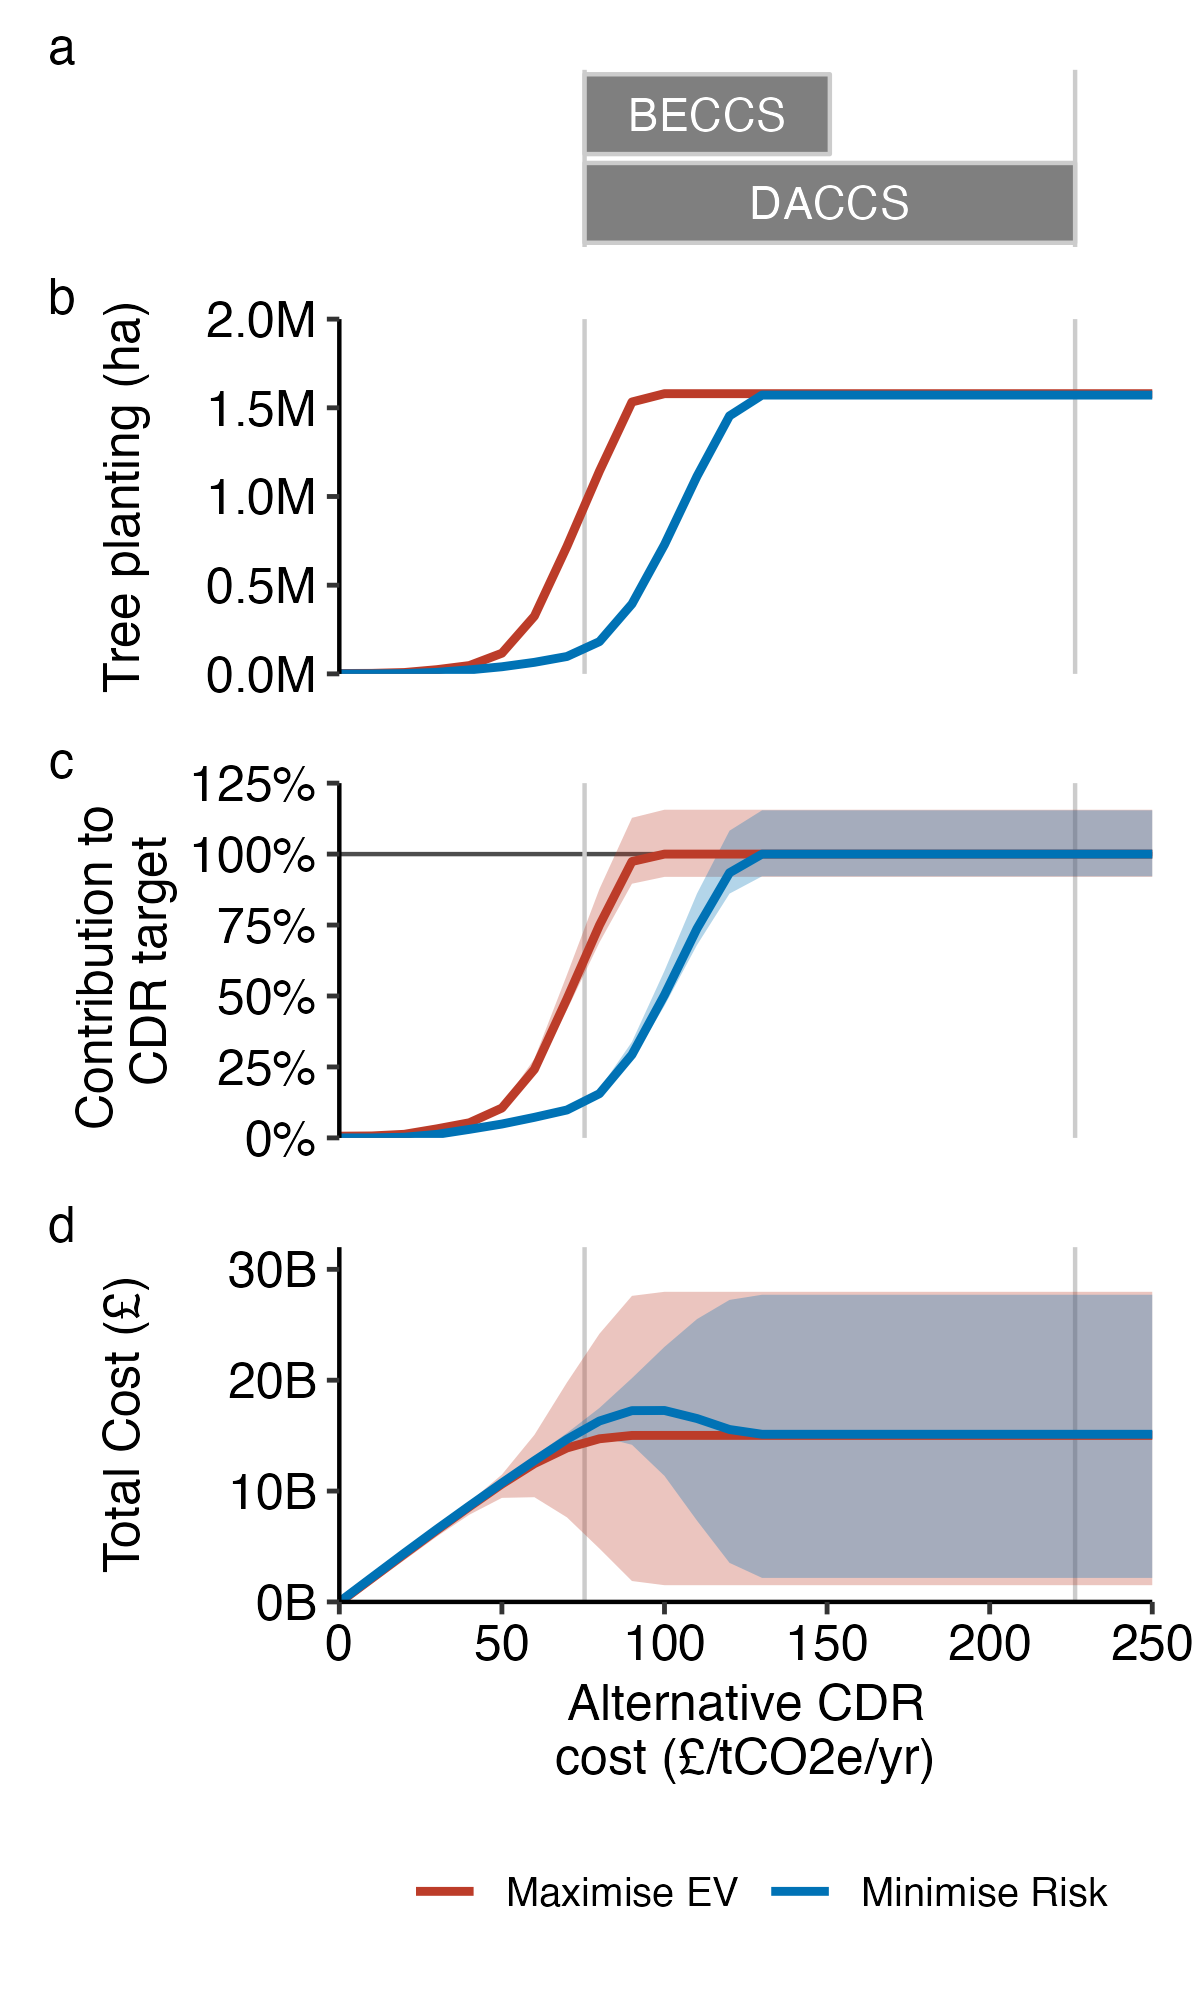 a
BECCS
DACCS
b
Tree planting (ha)
2.0M
1.5M
1.0M
0.5M
0.0M
c
Contribution to
CDR target
125%
100%
75%
50%
25%
0%
d
Total Cost (£)
30B
20B
10B
0B
0 50 100 150 200 250
Alternative CDR
cost (£/tCO2e/yr)
Maximise EV Minimise Risk